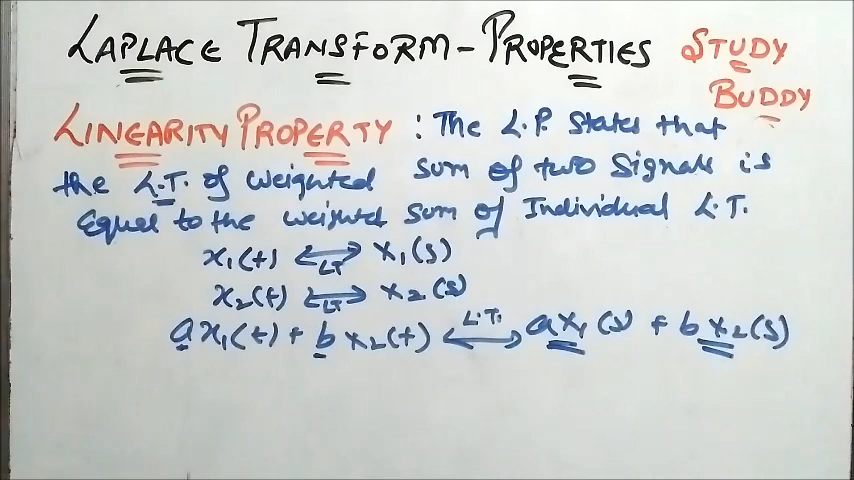 LAPLACE TRANSFORM - PROPERTIES STUDY BUDDY
LINEARITY PROPERTY : The L.P. States that
the L.T. of weighted sum of two Signals is
Equal to the weighted sum of Individual L.T.
x₁(t) ⟷ LT X₁(s)
x₂(t) ⟷ LT X₂(s)
a x₁(t) + b x₂(t) ⟷ L.T. a X₁(s) + b X₂(s)